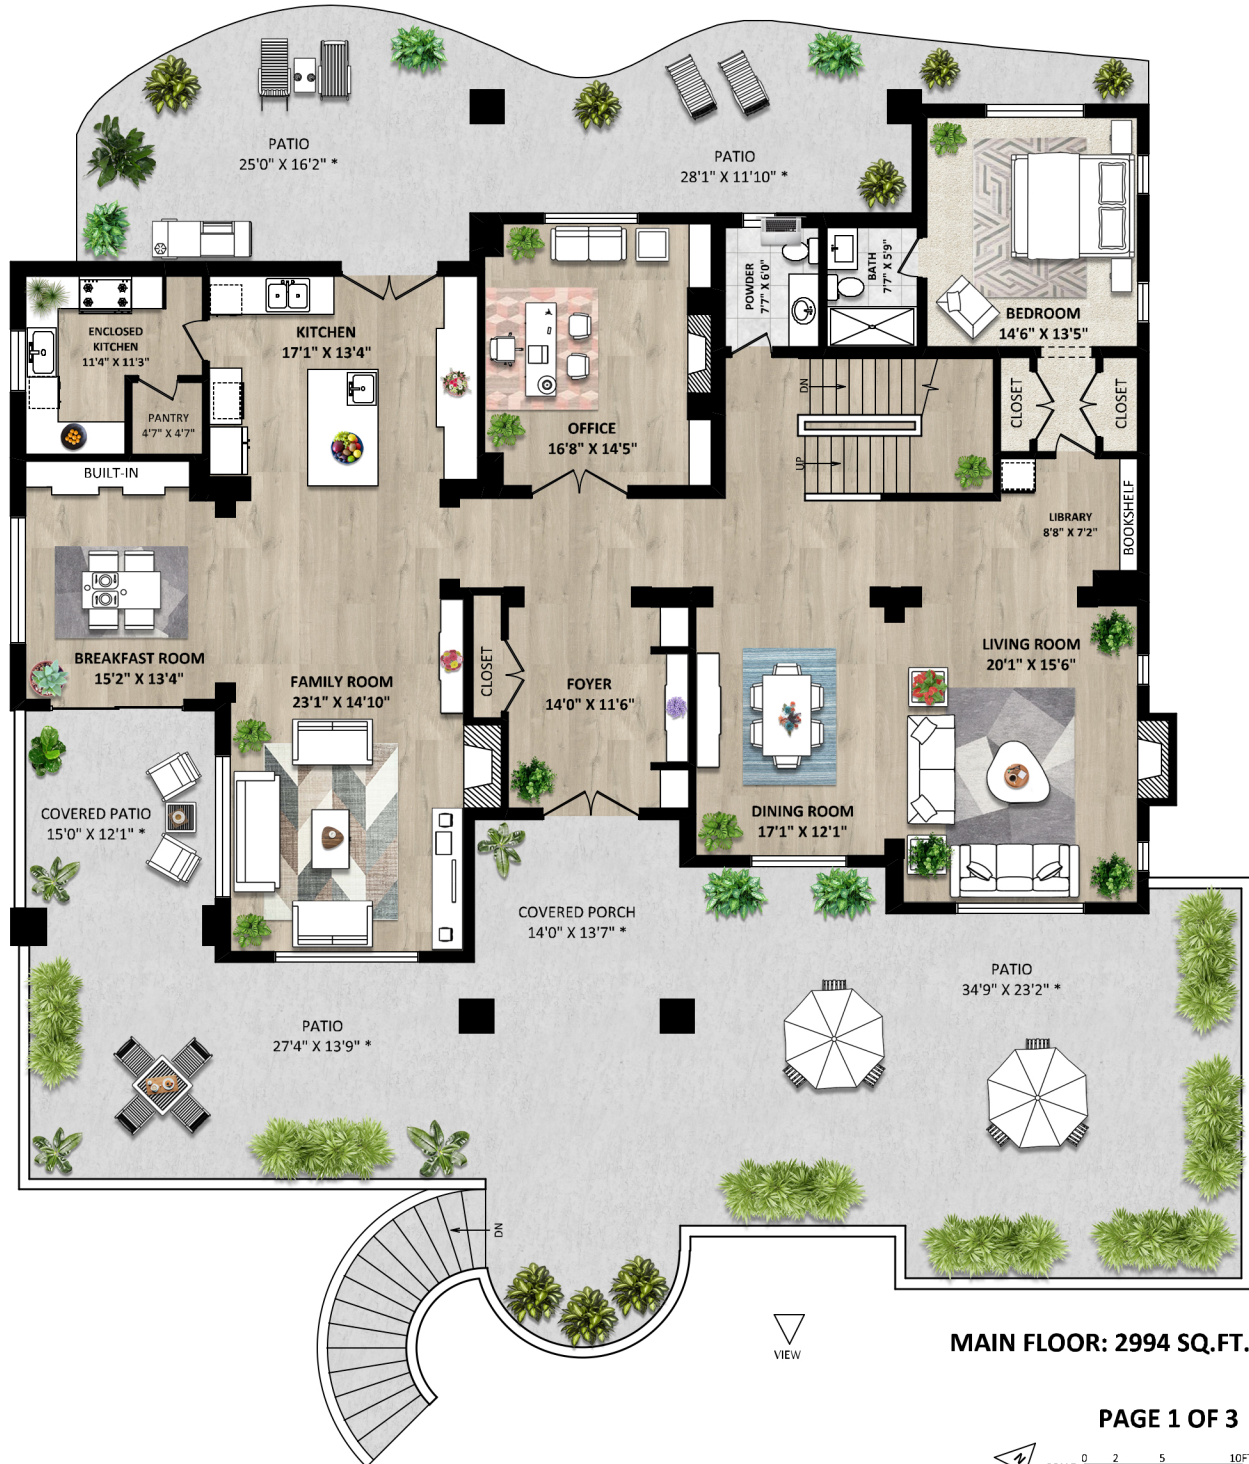 PATIO
25'0" X 16'2" *
PATIO
28'1" X 11'10" *
ENCLOSED
KITCHEN
11'4" X 11'3"
KITCHEN
17'1" X 13'4"
PANTRY
4'7" X 4'7"
BUILT-IN
OFFICE
16'8" X 14'5"
POWDER
7'7" X 6'0"
BATH
7'7" X 5'9"
BEDROOM
14'6" X 13'5"
DN
UP
CLOSET
CLOSET
LIBRARY
8'8" X 7'2"
BOOKSHELF
BREAKFAST ROOM
15'2" X 13'4"
FAMILY ROOM
23'1" X 14'10"
CLOSET
FOYER
14'0" X 11'6"
LIVING ROOM
20'1" X 15'6"
DINING ROOM
17'1" X 12'1"
COVERED PATIO
15'0" X 12'1" *
COVERED PORCH
14'0" X 13'7" *
PATIO
34'9" X 23'2" *
PATIO
27'4" X 13'9" *
DN
VIEW
MAIN FLOOR: 2994 SQ.FT.
PAGE 1 OF 3
N
0 2 5 10F